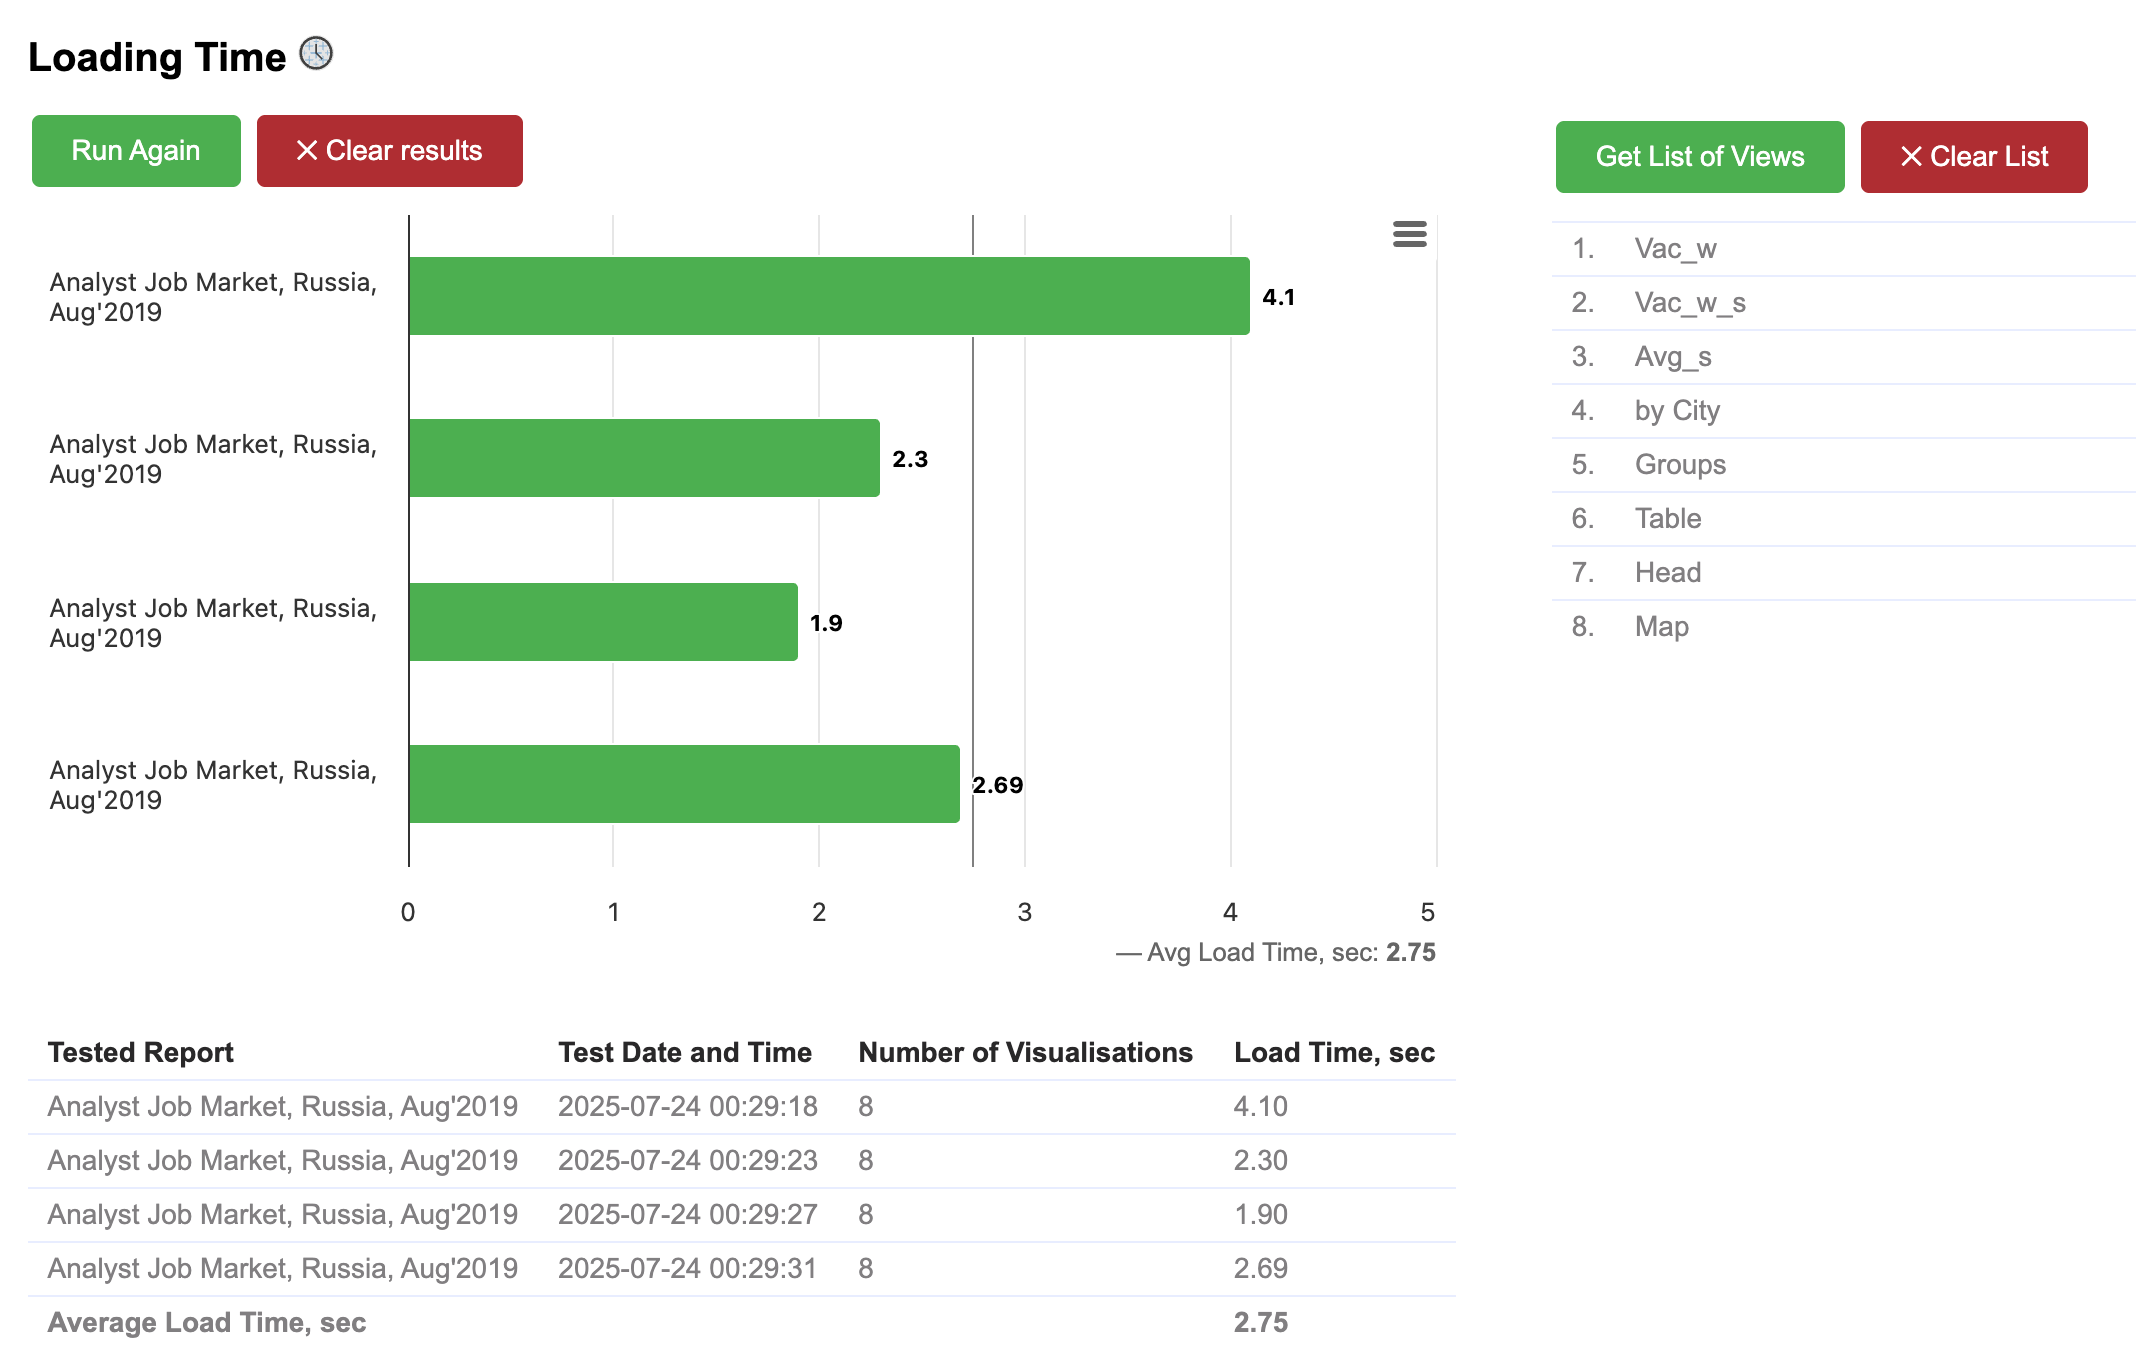 Loading Time
Run Again
✕ Clear results
Get List of Views
✕ Clear List
Analyst Job Market, Russia,
Aug'2019
4.1
Analyst Job Market, Russia,
Aug'2019
2.3
Analyst Job Market, Russia,
Aug'2019
1.9
Analyst Job Market, Russia,
Aug'2019
2.69
0 1 2 3 4 5
— Avg Load Time, sec: 2.75
1. Vac_w
2. Vac_w_s
3. Avg_s
4. by City
5. Groups
6. Table
7. Head
8. Map
Tested Report Test Date and Time Number of Visualisations Load Time, sec
Analyst Job Market, Russia, Aug'2019 2025-07-24 00:29:18 8 4.10
Analyst Job Market, Russia, Aug'2019 2025-07-24 00:29:23 8 2.30
Analyst Job Market, Russia, Aug'2019 2025-07-24 00:29:27 8 1.90
Analyst Job Market, Russia, Aug'2019 2025-07-24 00:29:31 8 2.69
Average Load Time, sec 2.75